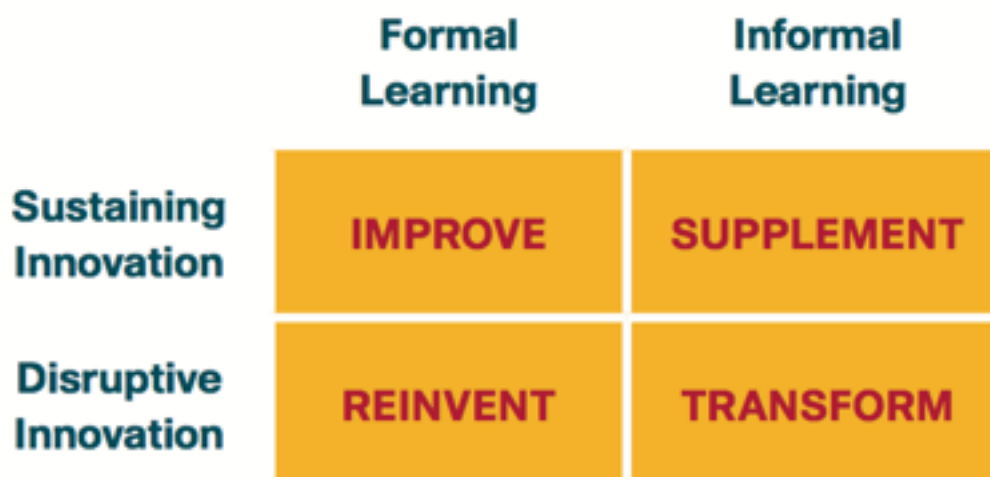 Formal
Learning
Informal
Learning
Sustaining
Innovation
IMPROVE
SUPPLEMENT
Disruptive
Innovation
REINVENT
TRANSFORM